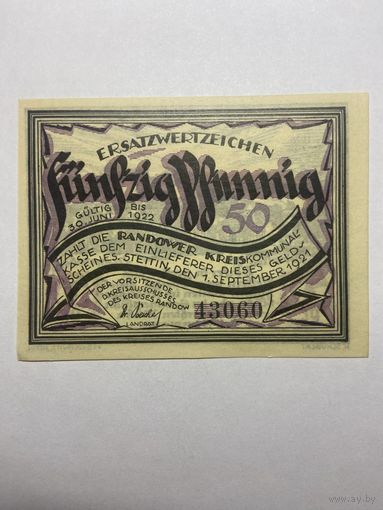 ERSATZWERTZEICHEN
Fünfzig Pfennig
GÜLTIG BIS
30. JUNI 1922
50
ZAHLT DIE RANDOWER KREISKOMMUNAL-
KASSE DEM EINLIEFERER DIESES GELD-
SCHEINES. STETTIN, DEN 1. SEPTEMBER 1921
DER VORSITZENDE
D. KREISAUSSCHUSSES
DES KREISES RANDOW
LANDRAT
43060
www.ay.by